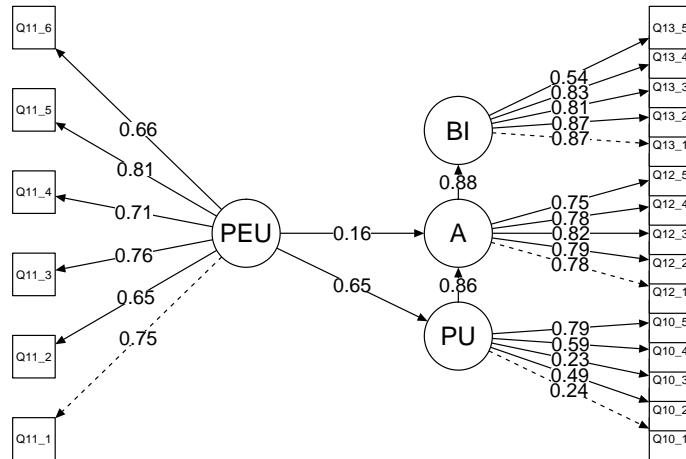 Q11_6
Q11_5
Q11_4
Q11_3
Q11_2
Q11_1
0.66
0.81
0.71
0.76
0.65
0.75
PEU
0.16
0.65
BI
0.88
A
0.86
PU
0.54
0.83
0.81
0.87
0.87
0.75
0.78
0.82
0.79
0.78
0.79
0.59
0.23
0.49
0.24
Q13_5
Q13_4
Q13_3
Q13_2
Q13_1
Q12_5
Q12_4
Q12_3
Q12_2
Q12_1
Q10_5
Q10_4
Q10_3
Q10_2
Q10_1